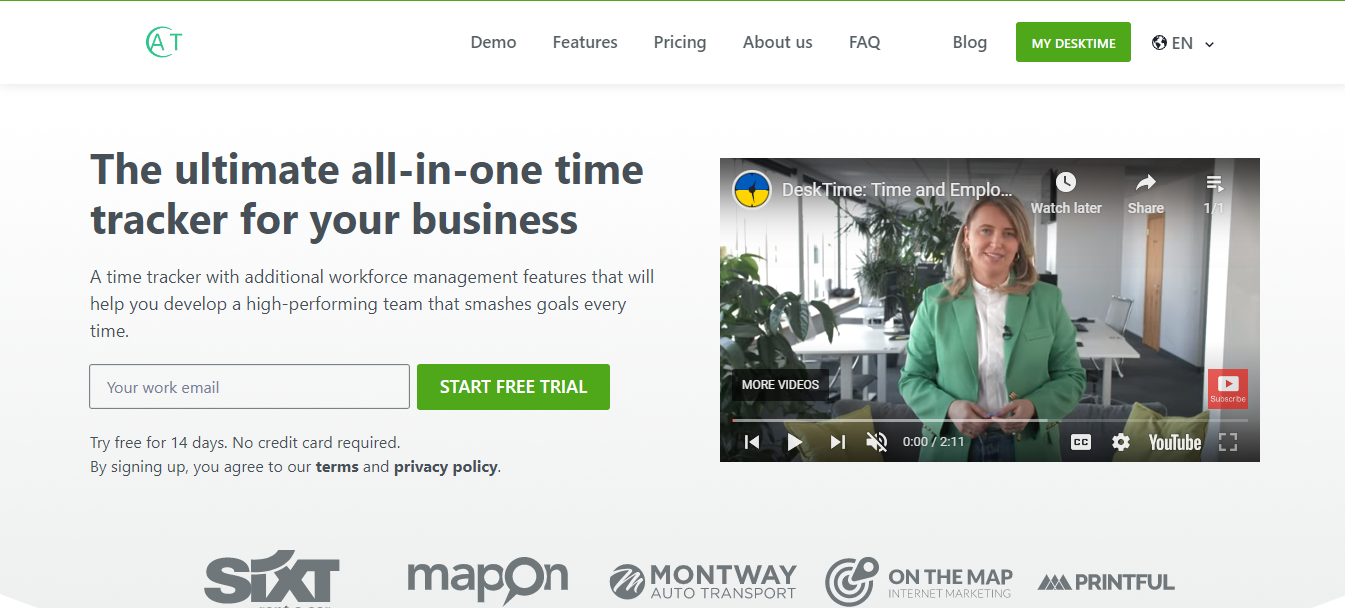 AT
Demo Features Pricing About us FAQ Blog MY DESKTIME EN
The ultimate all-in-one time
tracker for your business
A time tracker with additional workforce management features that will
help you develop a high-performing team that smashes goals every
time.
Your work email START FREE TRIAL
Try free for 14 days. No credit card required.
By signing up, you agree to our terms and privacy policy.
DeskTime: Time and Emplo...
Watch later Share 1/1
MORE VIDEOS
Subscribe
0:00 / 2:11 CC YouTube
SIXT
rent a car
mapon
MONTWAY
AUTO TRANSPORT
ON THE MAP
INTERNET MARKETING
PRINTFUL